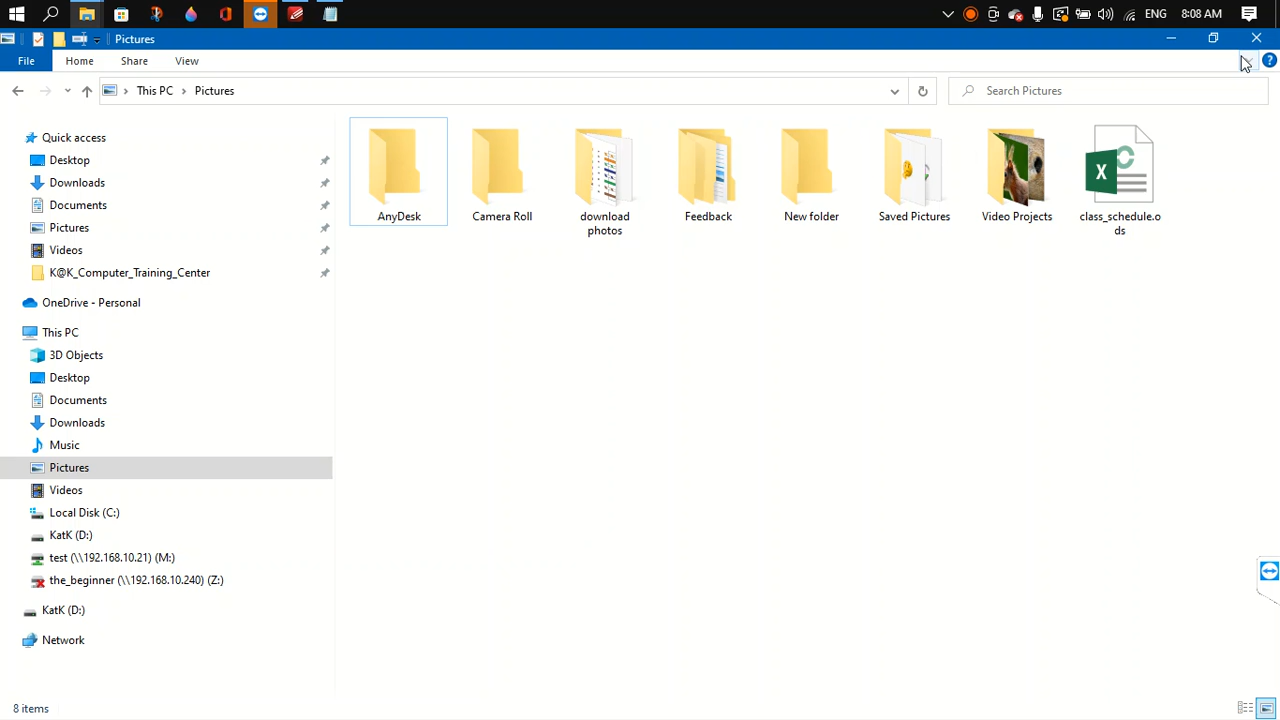 ENG
8:08 AM
Pictures
File
Home
Share
View
This PC
Pictures
Search Pictures
Quick access
Desktop
Downloads
Documents
Pictures
Videos
K@K_Computer_Training_Center
OneDrive - Personal
This PC
3D Objects
Desktop
Documents
Downloads
Music
Pictures
Videos
Local Disk (C:)
KatK (D:)
test (\\192.168.10.21) (M:)
the_beginner (\\192.168.10.240) (Z:)
KatK (D:)
Network
AnyDesk
Camera Roll
download
photos
Feedback
New folder
Saved Pictures
Video Projects
X
class_schedule.o
ds
8 items